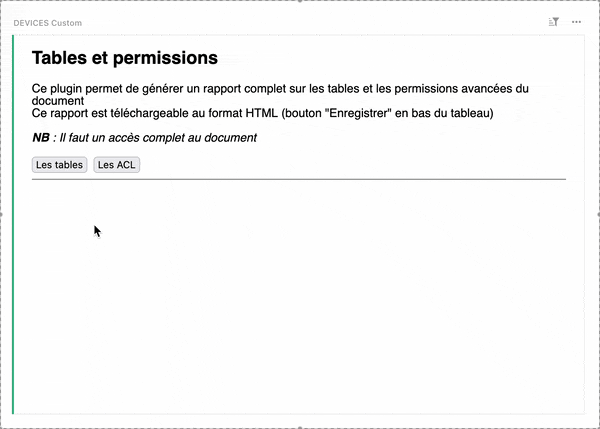 DEVICES Custom
Tables et permissions
Ce plugin permet de générer un rapport complet sur les tables et les permissions avancées du
document
Ce rapport est téléchargeable au format HTML (bouton "Enregistrer" en bas du tableau)
NB : Il faut un accès complet au document
Les tables Les ACL